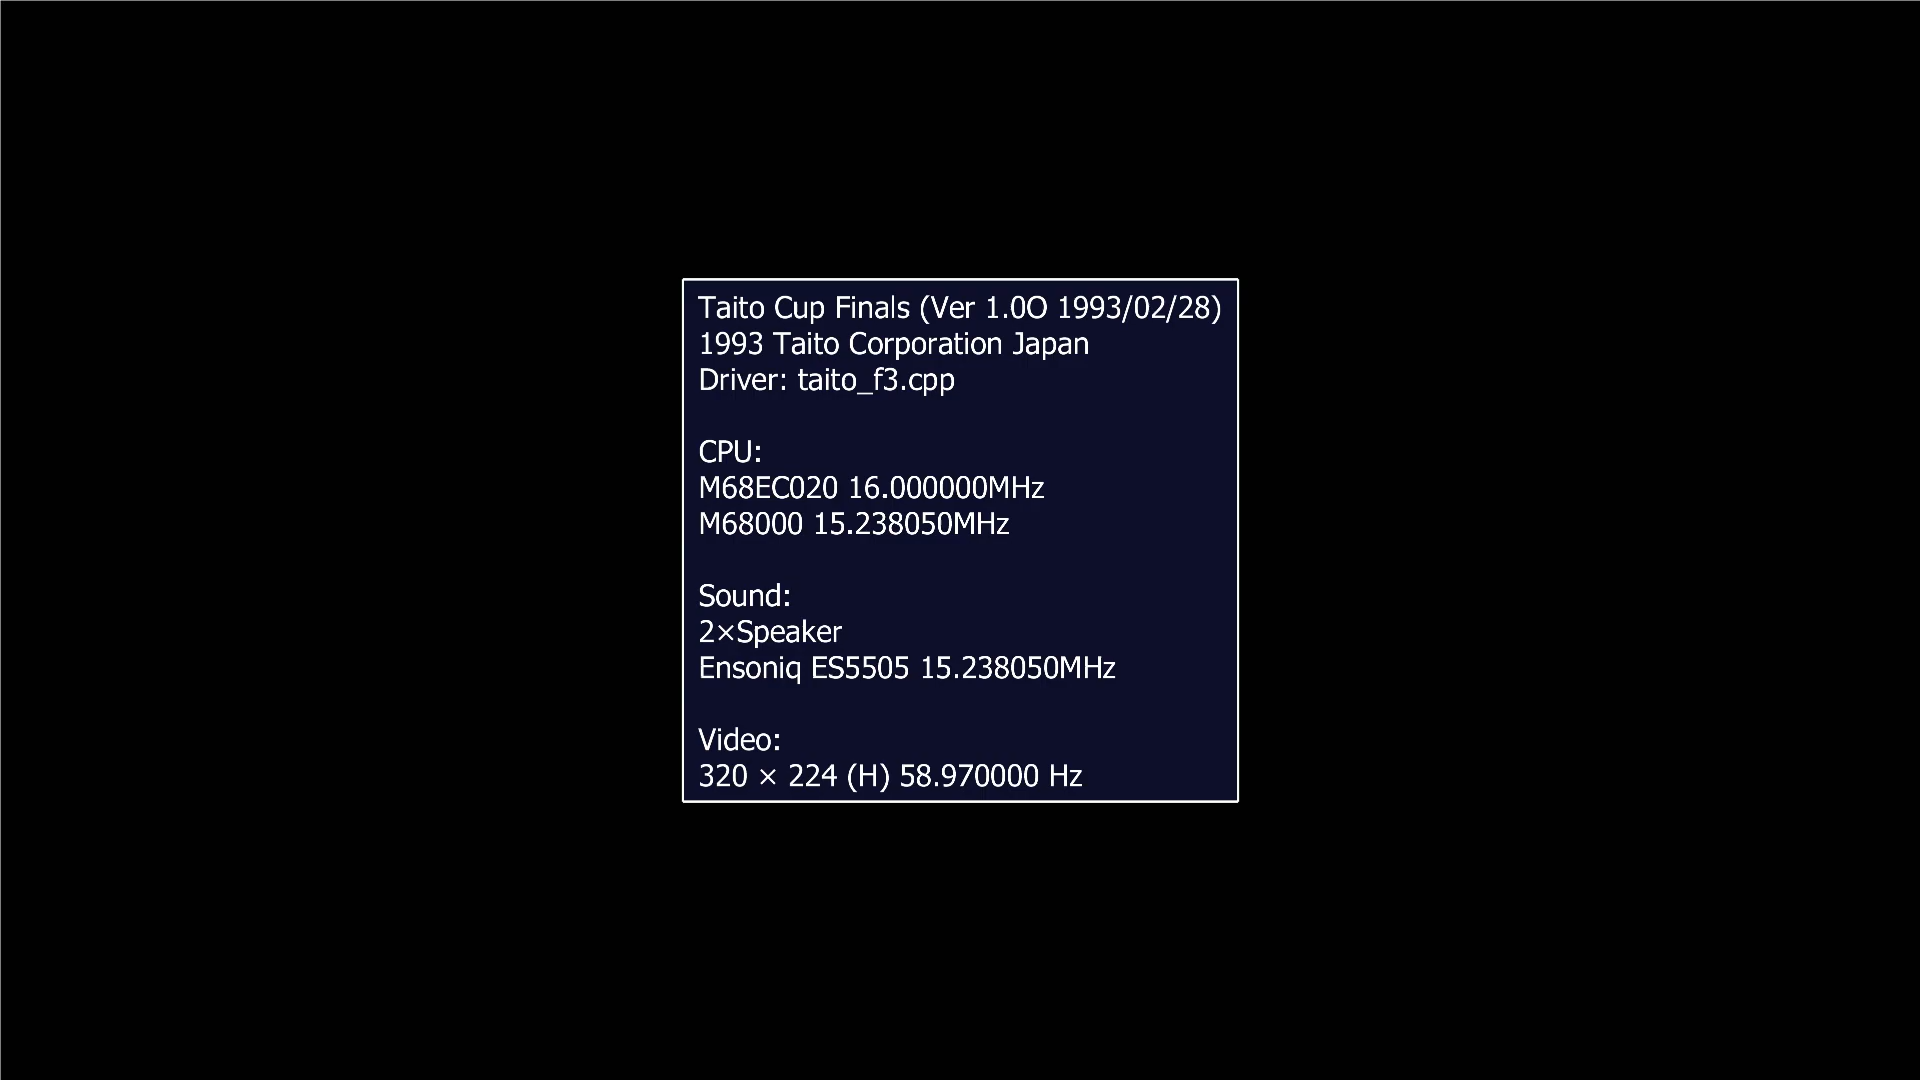 Taito Cup Finals (Ver 1.0O 1993/02/28)
1993 Taito Corporation Japan
Driver: taito_f3.cpp
CPU:
M68EC020 16.000000MHz
M68000 15.238050MHz
Sound:
2×Speaker
Ensoniq ES5505 15.238050MHz
Video:
320 × 224 (H) 58.970000 Hz